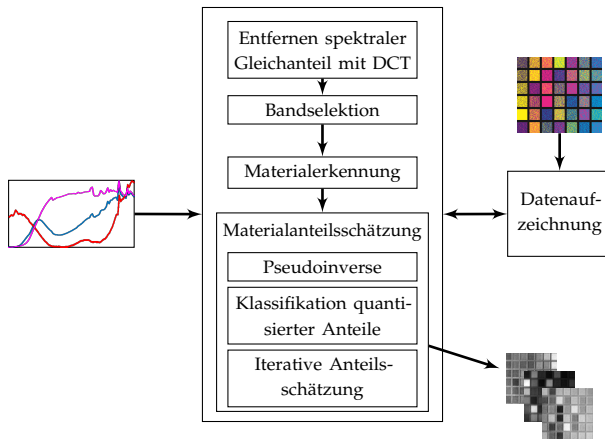 Entfernen spektraler
Gleichanteil mit DCT
Bandselektion
Materialerkennung
Materialanteilsschätzung
Pseudoinverse
Klassifikation quanti-
sierter Anteile
Iterative Anteils-
schätzung
Datenauf-
zeichnung